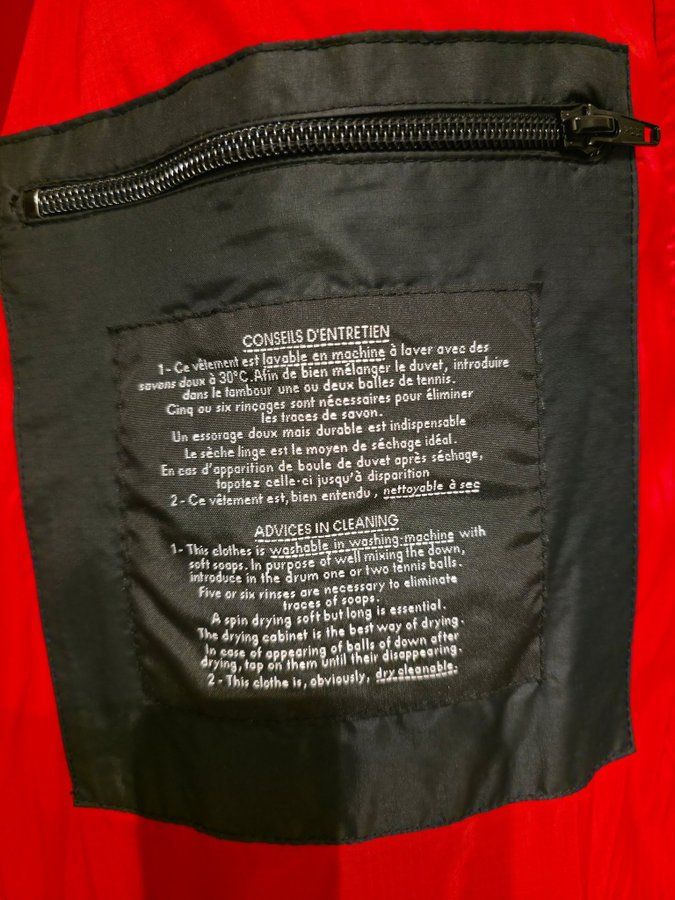 CONSEILS D'ENTRETIEN
1- Ce vêtement est lavable en machine à laver avec des
savons doux à 30°C. Afin de bien mélanger le duvet, introduire
dans le tambour une ou deux balles de tennis.
Cinq ou six rinçages sont nécessaires pour éliminer
les traces de savon.
Un essorage doux mais durable est indispensable
Le sèche linge est le moyen de séchage idéal.
En cas d'apparition de boule de duvet après séchage,
tapotez celle-ci jusqu'à disparition
2- Ce vêtement est, bien entendu, nettoyable à sec
ADVICES IN CLEANING
1- This clothes is washable in washing-machine with
soft soaps. In purpose of well mixing the down,
introduce in the drum one or two tennis balls.
Five or six rinses are necessary to eliminate
traces of soaps.
A spin drying soft but long is essential.
The drying cabinet is the best way of drying.
In case of appearing of balls of down after
drying, tap on them until their disappearing.
2- This clothe is, obviously, dry cleanable.